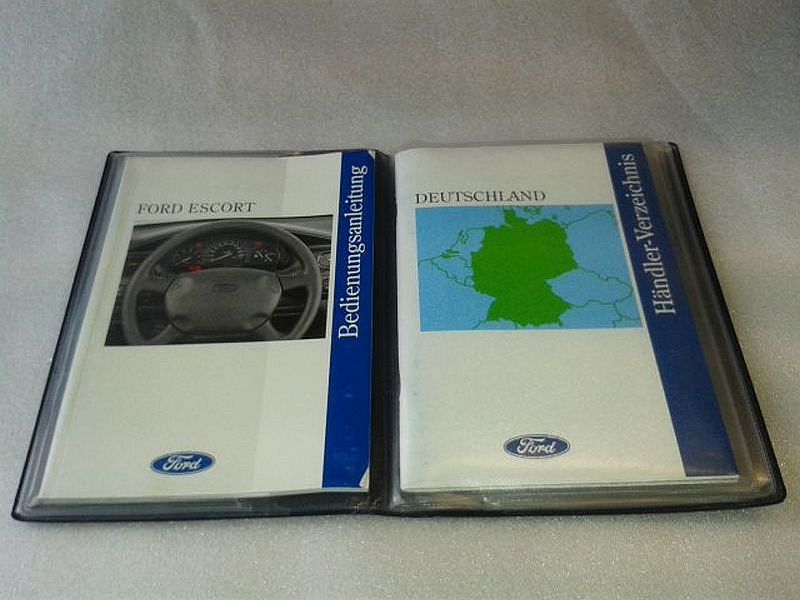 FORD ESCORT
Bedienungsanleitung
Ford
DEUTSCHLAND
Händler-Verzeichnis
Ford